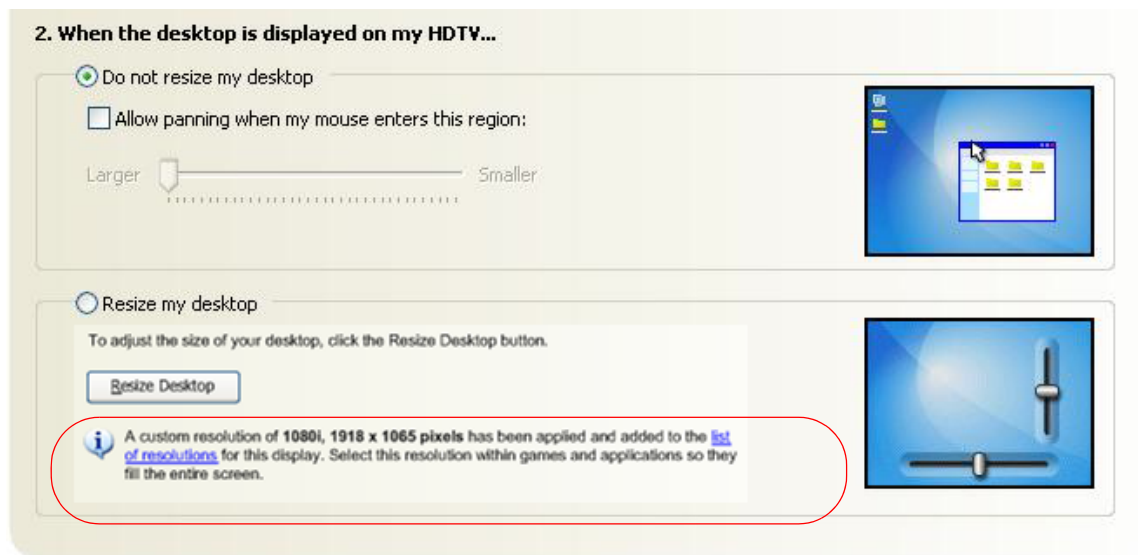 2. When the desktop is displayed on my HDTV...
Do not resize my desktop
Allow panning when my mouse enters this region:
Larger Smaller
Resize my desktop
To adjust the size of your desktop, click the Resize Desktop button.
Resize Desktop
A custom resolution of 1080i, 1918 x 1065 pixels has been applied and added to the list
of resolutions for this display. Select this resolution within games and applications so they
fill the entire screen.